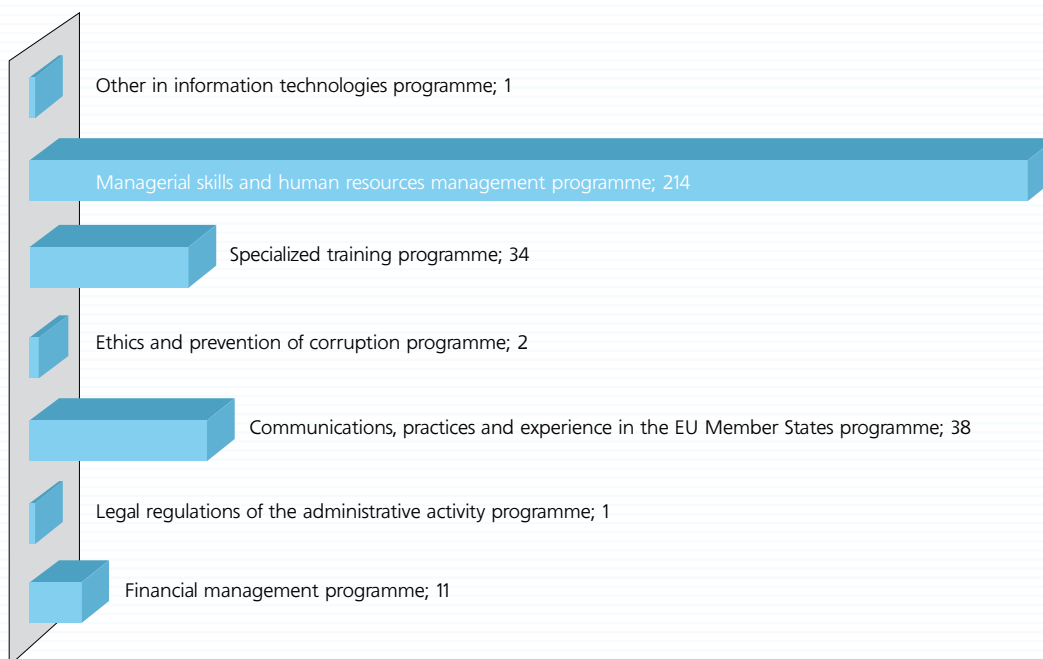 Other in information technologies programme; 1
Managerial skills and human resources management programme; 214
Specialized training programme; 34
Ethics and prevention of corruption programme; 2
Communications, practices and experience in the EU Member States programme; 38
Legal regulations of the administrative activity programme; 1
Financial management programme; 11